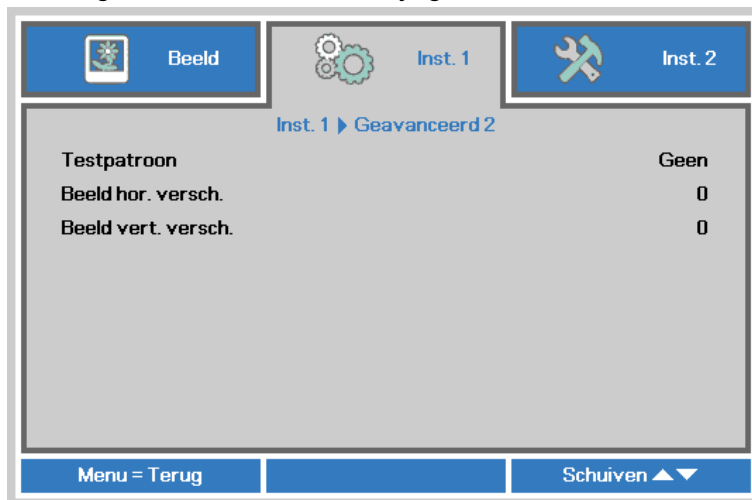 Beeld
Inst. 1
Inst. 2
Inst. 1 Geavanceerd 2
Testpatroon Geen
Beeld hor. versch. 0
Beeld vert. versch. 0
Menu = Terug
Schuiven